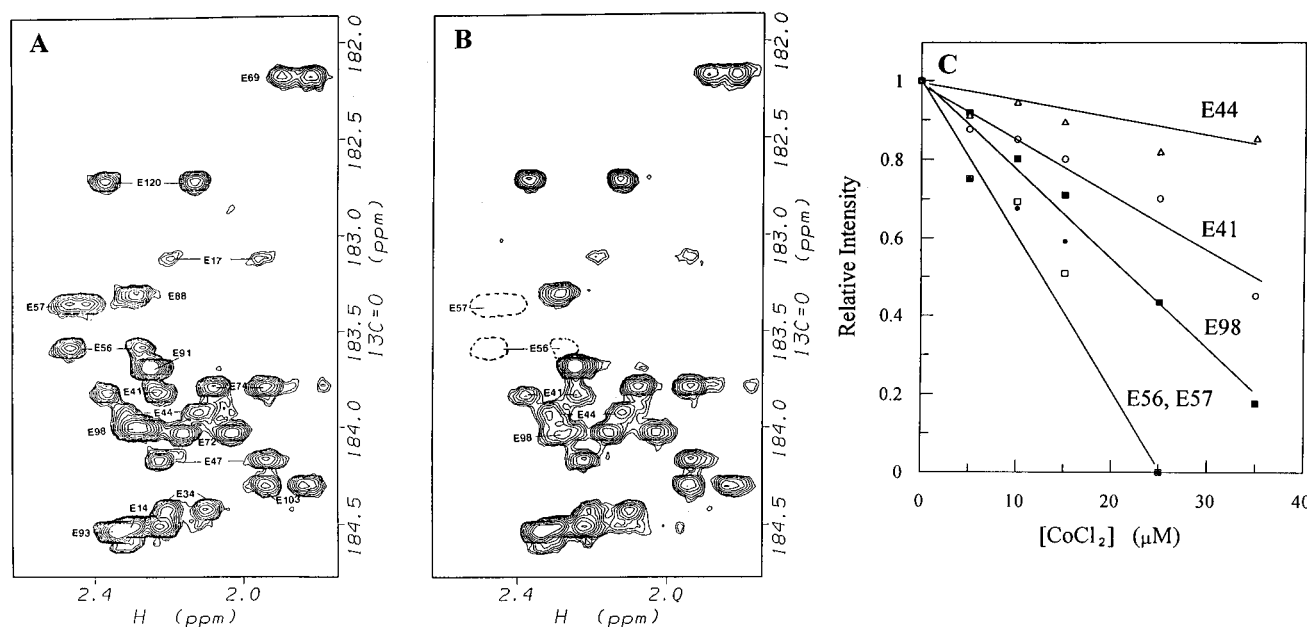 A
E69
E120
E17
E57
E88
E56
E91
E41
E74
E44
E98
E72
E47
E34
E103
E14
E93
2.4 2.0
H (ppm)
182.0
182.5
183.0
183.5
184.0
184.5
13C=O (ppm)
B
E57
E56
E41
E44
E98
2.4 2.0
H (ppm)
182.0
182.5
183.0
183.5
184.0
184.5
13C=O (ppm)
C
1
0.8
0.6
0.4
0.2
0
Relative Intensity
E44
E41
E98
E56, E57
0 10 20 30 40
[CoCl₂] (μM)